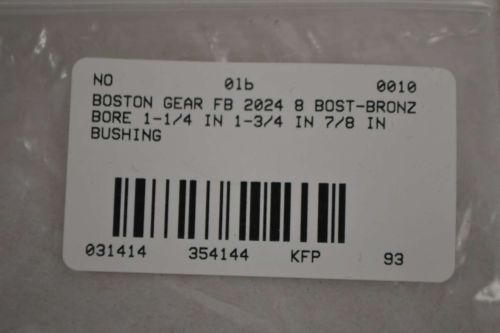 NO 01b 0010
BOSTON GEAR FB 2024 8 BOST-BRONZ
BORE 1-1/4 IN 1-3/4 IN 7/8 IN
BUSHING
031414 354144 KFP 93